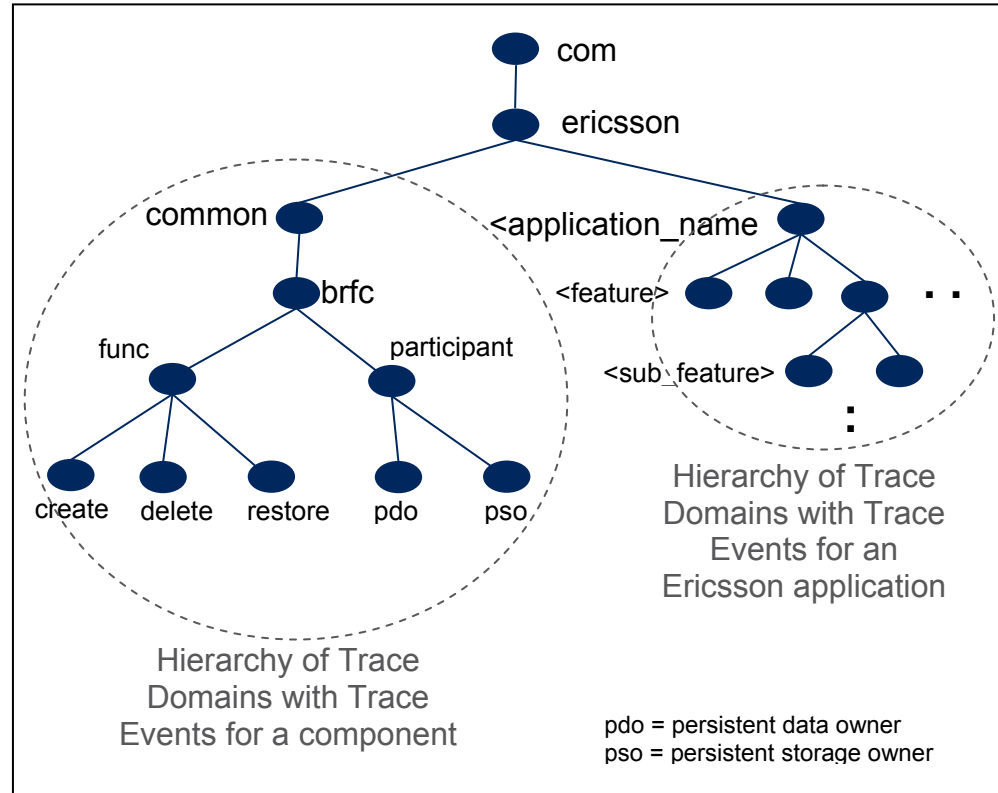 com
ericsson
common
<application_name
brfc
<feature>
. .
func
participant
<sub_feature>
:
create
delete
restore
pdo
pso
Hierarchy of Trace
Domains with Trace
Events for an
Ericsson application
Hierarchy of Trace
Domains with Trace
Events for a component
pdo = persistent data owner
pso = persistent storage owner